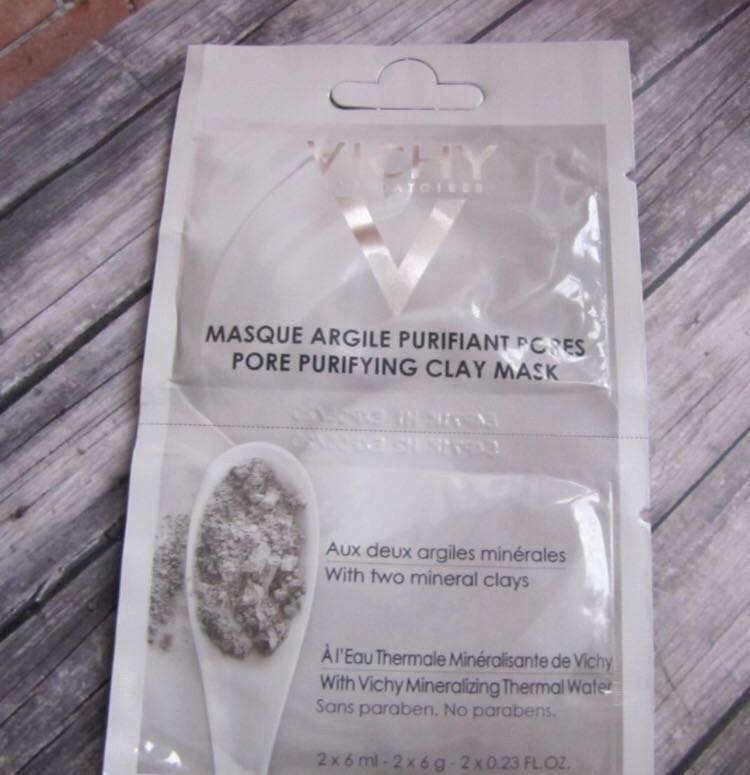 VICHY
LABORATOIRES
V
MASQUE ARGILE PURIFIANT PORES
PORE PURIFYING CLAY MASK
Aux deux argiles minérales
With two mineral clays
À l'Eau Thermale Minéralisante de Vichy
With Vichy Mineralizing Thermal Water
Sans paraben. No parabens.
2 x 6 ml - 2 x 6 g - 2 x 0.23 FL.OZ.